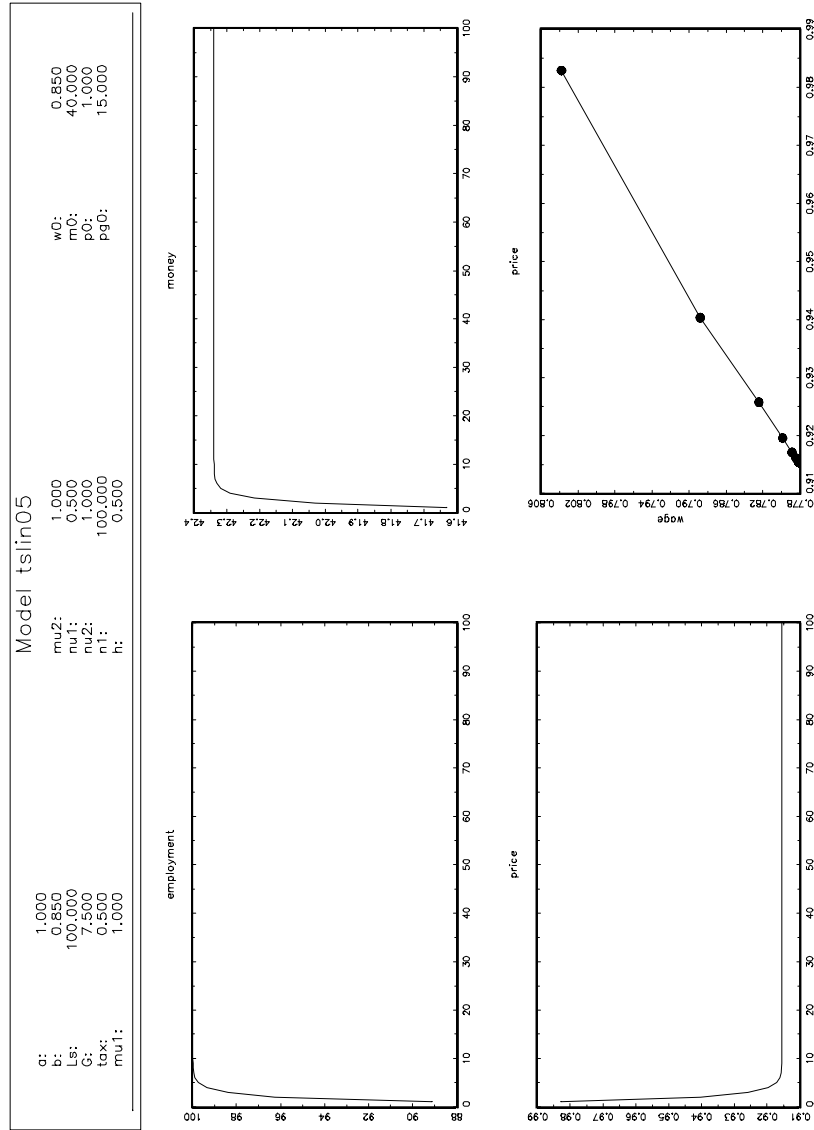 Model tslin05
a: 1.000 mu2: 1.000 w0: 0.850
b: 0.850 nu1: 0.500 m0: 40.000
Ls: 100.000 nu2: 1.000 p0: 1.000
G: 7.500 n1: 100.000 pg0: 15.000
tax: 0.500 h: 0.500
mu1: 1.000
employment
100
98
96
94
92
90
88
0 10 20 30 40 50 60 70 80 90 100
money
42.4
42.3
42.2
42.1
42.0
41.9
41.8
41.7
41.6
0 10 20 30 40 50 60 70 80 90 100
price
0.99
0.98
0.97
0.96
0.95
0.94
0.93
0.92
0.91
0 10 20 30 40 50 60 70 80 90 100
price
wage
0.806
0.802
0.798
0.794
0.790
0.786
0.782
0.778
0.91 0.92 0.93 0.94 0.95 0.96 0.97 0.98 0.99